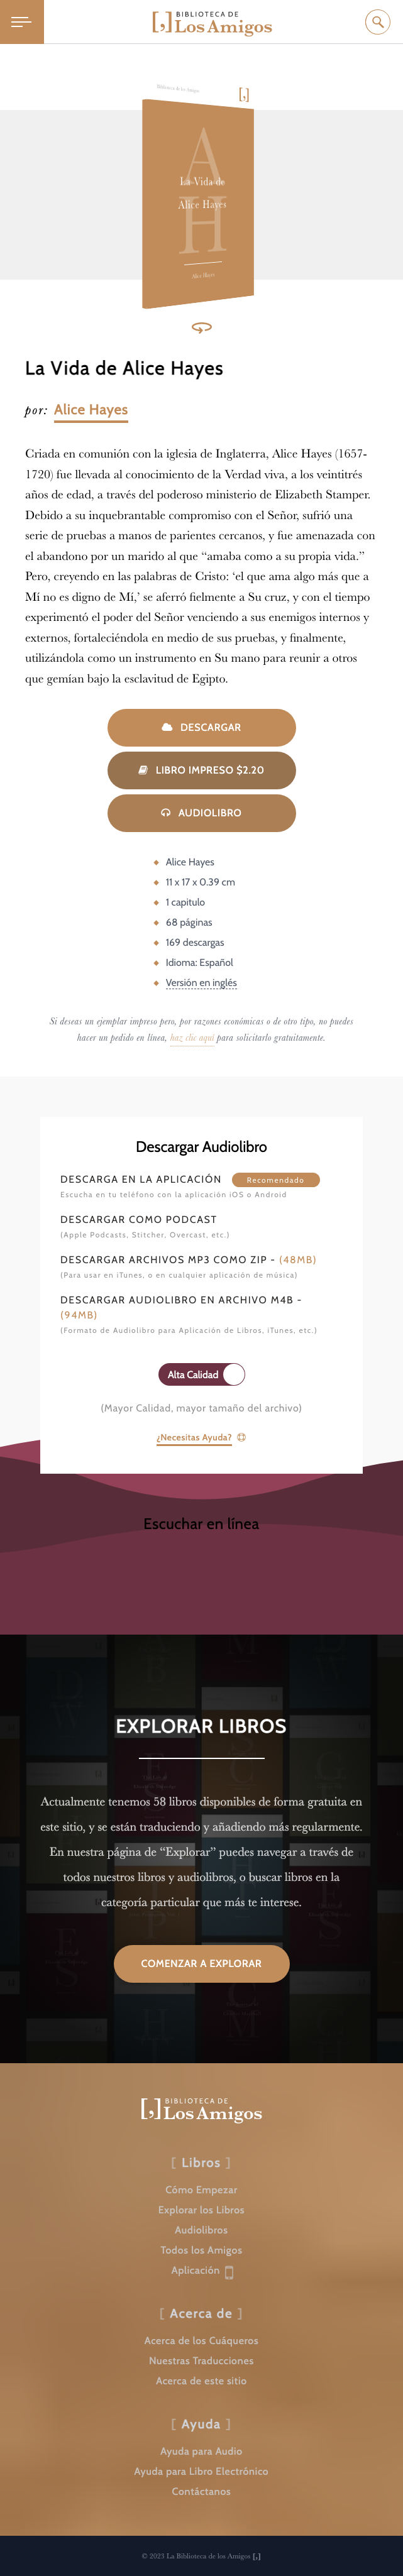 BIBLIOTECA DE
[,] Los Amigos
Biblioteca de los Amigos
[,]
AH
La Vida de
Alice Hayes
Alice Hayes
La Vida de Alice Hayes
por: Alice Hayes
Criada en comunión con la iglesia de Inglaterra, Alice Hayes (1657-
1720) fue llevada al conocimiento de la Verdad viva, a los veintitrés
años de edad, a través del poderoso ministerio de Elizabeth Stamper.
Debido a su inquebrantable compromiso con el Señor, sufrió una
serie de pruebas a manos de parientes cercanos, y fue amenazada con
el abandono por un marido al que “amaba como a su propia vida.”
Pero, creyendo en las palabras de Cristo: ‘el que ama algo más que a
Mí no es digno de Mí,’ se aferró fielmente a Su cruz, y con el tiempo
experimentó el poder del Señor venciendo a sus enemigos internos y
externos, fortaleciéndola en medio de sus pruebas, y finalmente,
utilizándola como un instrumento en Su mano para reunir a otros
que gemían bajo la esclavitud de Egipto.
DESCARGAR
LIBRO IMPRESO $2.20
AUDIOLIBRO
Alice Hayes
11 x 17 x 0.39 cm
1 capitulo
68 páginas
169 descargas
Idioma: Español
Versión en inglés
Si deseas un ejemplar impreso pero, por razones económicas o de otro tipo, no puedes
hacer un pedido en línea, haz clic aquí para solicitarlo gratuitamente.
Descargar Audiolibro
DESCARGA EN LA APLICACIÓN Recomendado
Escucha en tu teléfono con la aplicación iOS o Android
DESCARGAR COMO PODCAST
(Apple Podcasts, Stitcher, Overcast, etc.)
DESCARGAR ARCHIVOS MP3 COMO ZIP - (48MB)
(Para usar en iTunes, o en cualquier aplicación de música)
DESCARGAR AUDIOLIBRO EN ARCHIVO M4B -
(94MB)
(Formato de Audiolibro para Aplicación de Libros, iTunes, etc.)
Alta Calidad
(Mayor Calidad, mayor tamaño del archivo)
¿Necesitas Ayuda?
Escuchar en línea
EXPLORAR LIBROS
Actualmente tenemos 58 libros disponibles de forma gratuita en
este sitio, y se están traduciendo y añadiendo más regularmente.
En nuestra página de “Explorar” puedes navegar a través de
todos nuestros libros y audiolibros, o buscar libros en la
categoría particular que más te interese.
COMENZAR A EXPLORAR
BIBLIOTECA DE
[,] Los Amigos
[ Libros ]
Cómo Empezar
Explorar los Libros
Audiolibros
Todos los Amigos
Aplicación
[ Acerca de ]
Acerca de los Cuáqueros
Nuestras Traducciones
Acerca de este sitio
[ Ayuda ]
Ayuda para Audio
Ayuda para Libro Electrónico
Contáctanos
© 2023 La Biblioteca de los Amigos [,]